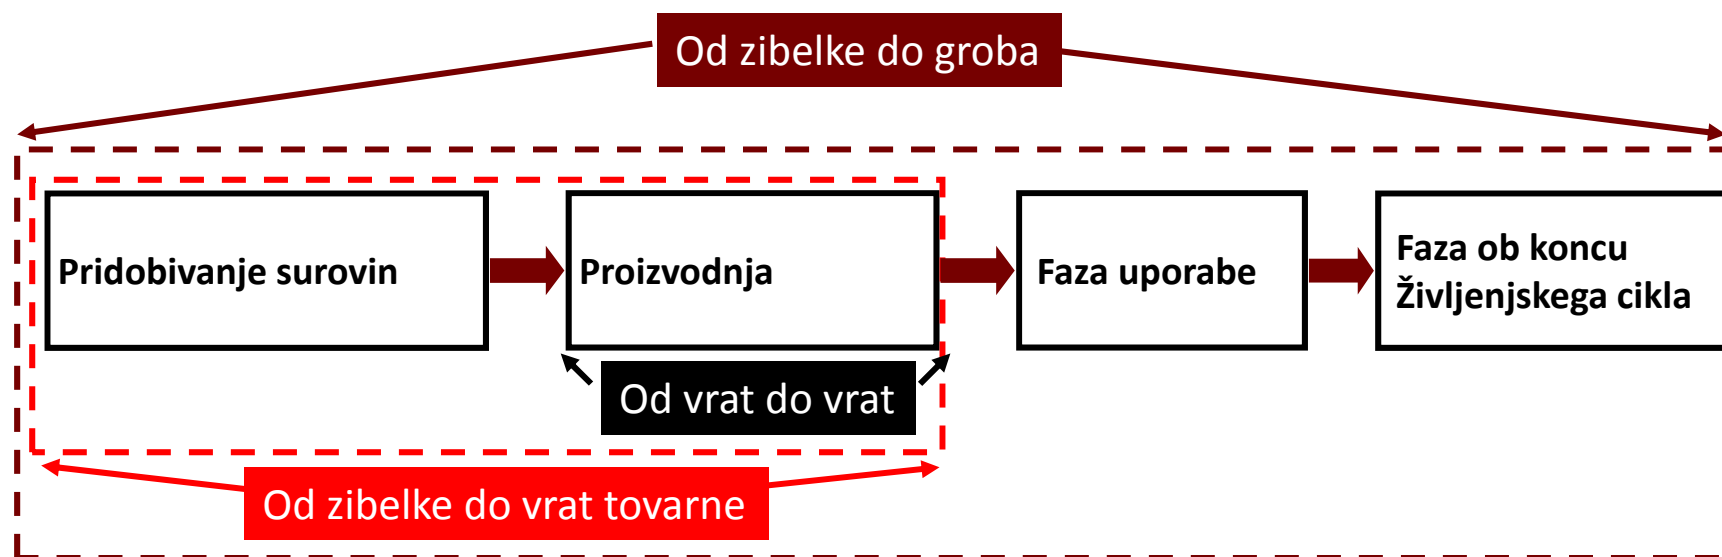 Od zibelke do groba
Pridobivanje surovin
Proizvodnja
Faza uporabe
Faza ob koncu
Življenjskega cikla
Od vrat do vrat
Od zibelke do vrat tovarne